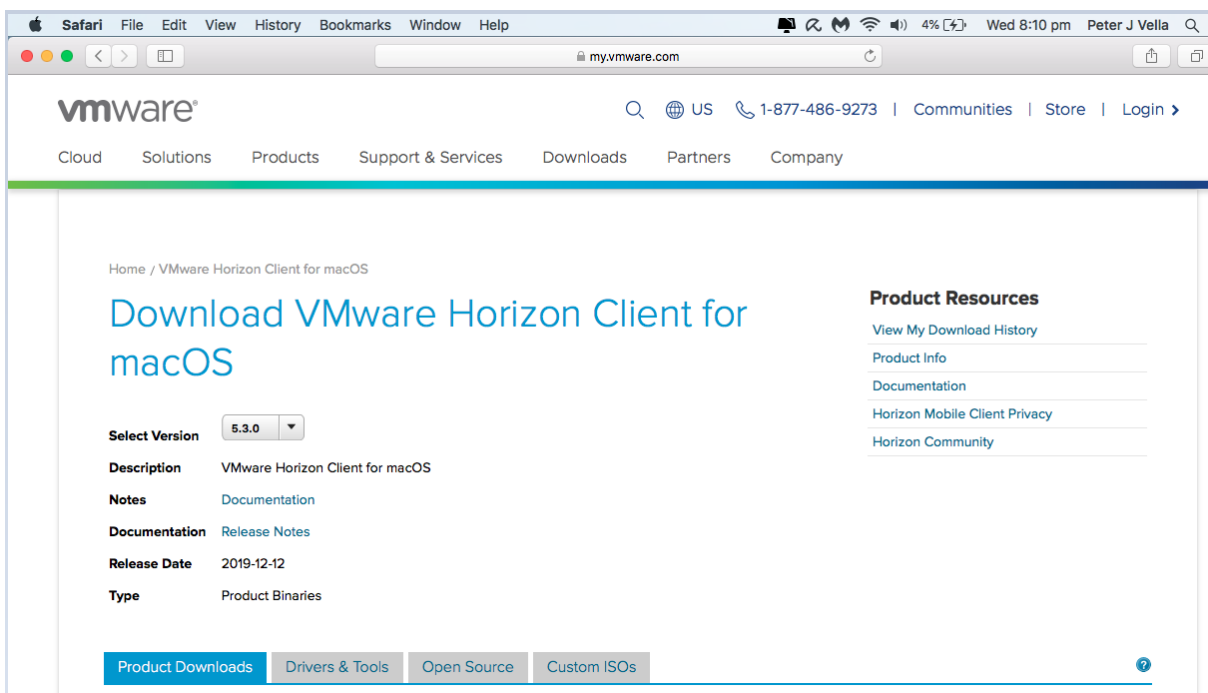 Safari File Edit View History Bookmarks Window Help 4% Wed 8:10 pm Peter J Vella
my.vmware.com
vmware® US 1-877-486-9273 | Communities | Store | Login >
Cloud Solutions Products Support & Services Downloads Partners Company
Home / VMware Horizon Client for macOS
Download VMware Horizon Client for
macOS
Select Version 5.3.0
Description VMware Horizon Client for macOS
Notes Documentation
Documentation Release Notes
Release Date 2019-12-12
Type Product Binaries
Product Resources
View My Download History
Product Info
Documentation
Horizon Mobile Client Privacy
Horizon Community
Product Downloads Drivers & Tools Open Source Custom ISOs ?